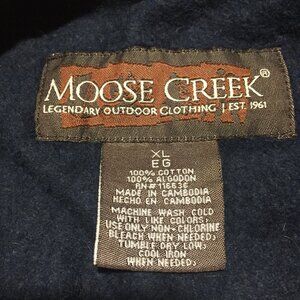 MOOSE CREEK®
LEGENDARY OUTDOOR CLOTHING | EST. 1961
XL
EG
100% COTTON
100% ALGODON
RN# 116636
MADE IN CAMBODIA
HECHO EN CAMBODIA
MACHINE WASH COLD
WITH LIKE COLORS;
USE ONLY NON-CHLORINE
BLEACH WHEN NEEDED;
TUMBLE DRY LOW;
COOL IRON
WHEN NEEDED;